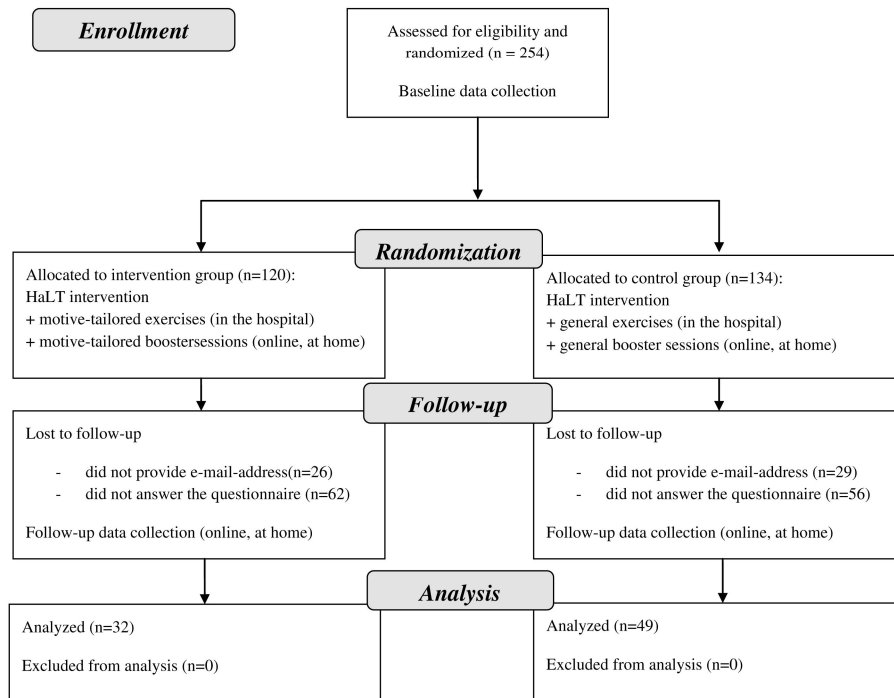 Enrollment
Assessed for eligibility and
randomized (n = 254)
Baseline data collection
Randomization
Allocated to intervention group (n=120):
HaLT intervention
+ motive-tailored exercises (in the hospital)
+ motive-tailored boostersessions (online, at home)
Allocated to control group (n=134):
HaLT intervention
+ general exercises (in the hospital)
+ general booster sessions (online, at home)
Follow-up
Lost to follow-up
- did not provide e-mail-address(n=26)
- did not answer the questionnaire (n=62)
Follow-up data collection (online, at home)
Lost to follow-up
- did not provide e-mail-address (n=29)
- did not answer the questionnaire (n=56)
Follow-up data collection (online, at home)
Analysis
Analyzed (n=32)
Excluded from analysis (n=0)
Analyzed (n=49)
Excluded from analysis (n=0)